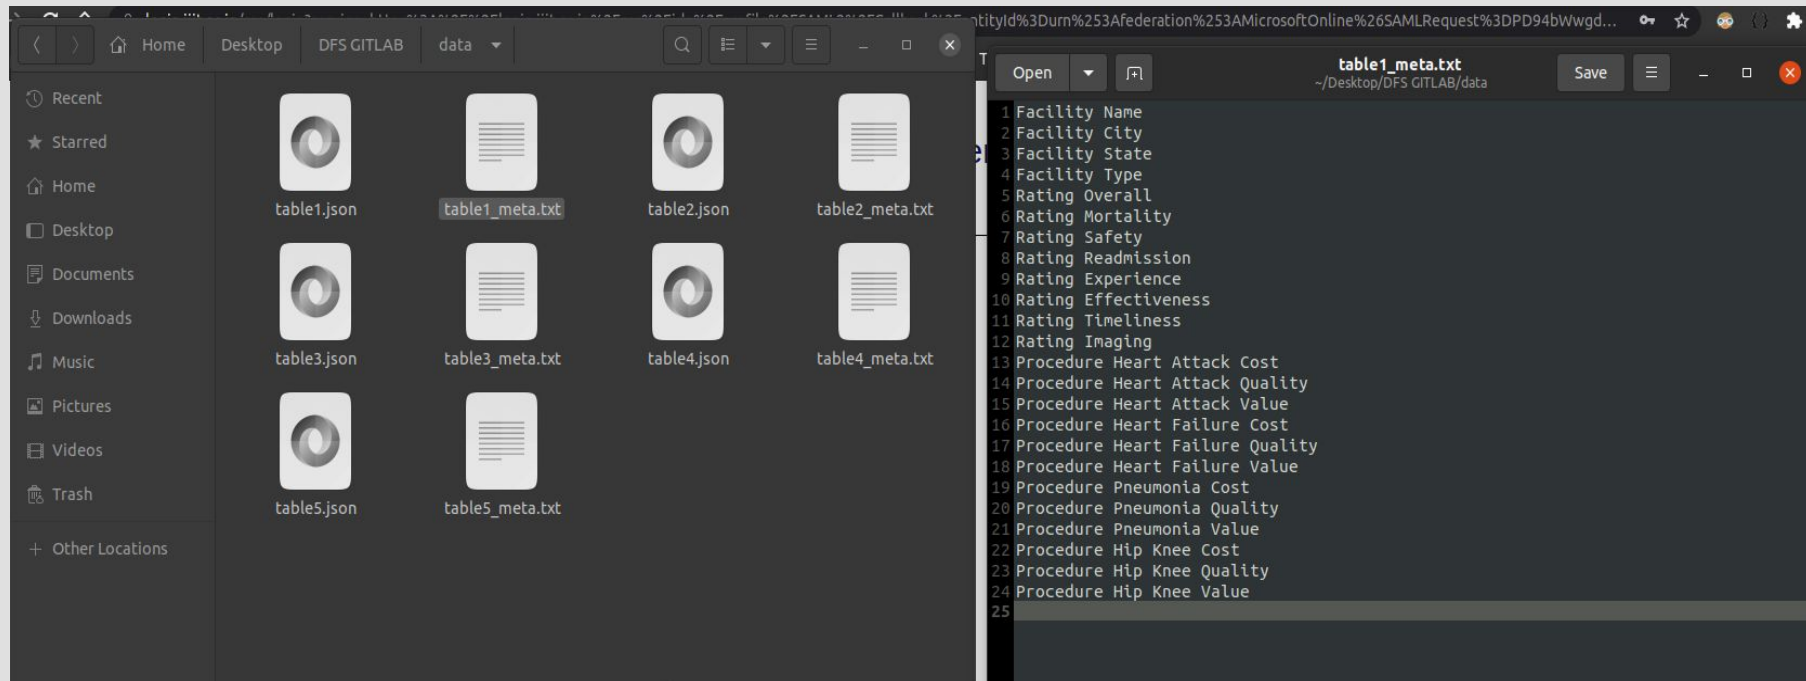 ntityId%3Durn%253Afederation%253AMicrosoftOnline%26SAMLRequest%3DPD94bWwgd...
Home Desktop DFS GITLAB data
Recent
Starred
Home
Desktop
Documents
Downloads
Music
Pictures
Videos
Trash
+ Other Locations
table1.json table1_meta.txt table2.json table2_meta.txt
table3.json table3_meta.txt table4.json table4_meta.txt
table5.json table5_meta.txt
Open table1_meta.txt Save
~/Desktop/DFS GITLAB/data
1 Facility Name
2 Facility City
3 Facility State
4 Facility Type
5 Rating Overall
6 Rating Mortality
7 Rating Safety
8 Rating Readmission
9 Rating Experience
10 Rating Effectiveness
11 Rating Timeliness
12 Rating Imaging
13 Procedure Heart Attack Cost
14 Procedure Heart Attack Quality
15 Procedure Heart Attack Value
16 Procedure Heart Failure Cost
17 Procedure Heart Failure Quality
18 Procedure Heart Failure Value
19 Procedure Pneumonia Cost
20 Procedure Pneumonia Quality
21 Procedure Pneumonia Value
22 Procedure Hip Knee Cost
23 Procedure Hip Knee Quality
24 Procedure Hip Knee Value
25